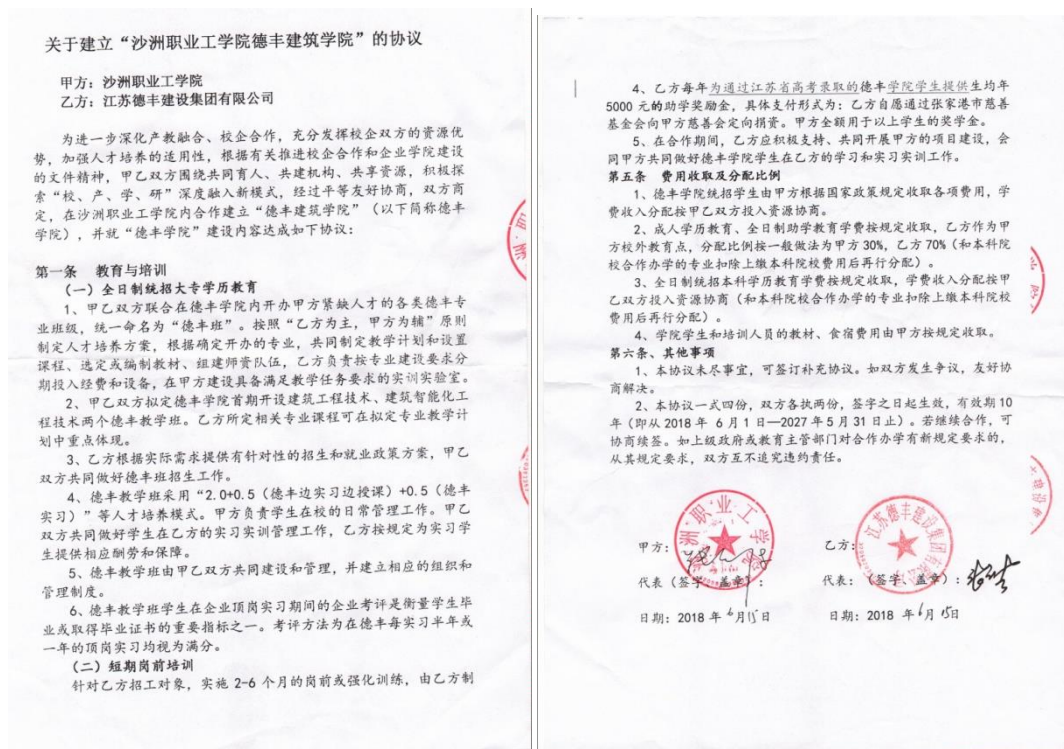 关于建立“沙洲职业工学院德丰建筑学院”的协议
甲方：沙洲职业工学院
乙方：江苏德丰建设集团有限公司
为进一步深化产教融合、校企合作，充分发挥校企双方的资源优
势，加强人才培养的适用性，根据有关推进校企合作和企业学院建设
的文件精神，甲乙双方围绕共同育人、共建机构、共享资源，积极探
索“校、产、学、研”深度融入新模式，经过平等友好协商，双方商
定，在沙洲职业工学院内合作建立“德丰建筑学院”（以下简称德丰
学院），并就“德丰学院”建设内容达成如下协议：
第一条 教育与培训
（一）全日制统招大专学历教育
1、甲乙双方联合在德丰学院内开办甲方紧缺人才的各类德丰专
业班级，统一命名为“德丰班”。按照“乙方为主，甲方为辅”原则
制定人才培养方案，根据确定开办的专业，共同制定教学计划和设置
课程、选定或编制教材、组建师资队伍，乙方负责按专业建设要求分
期投入经费和设备，在甲方建设具备满足教学任务要求的实训实验室。
2、甲乙双方拟定德丰学院首期开设建筑工程技术、建筑智能化工
程技术两个德丰教学班。乙方所定相关专业课程可在拟定专业教学计
划中重点体现。
3、乙方根据实际需求提供有针对性的招生和就业政策方案，甲乙
双方共同做好德丰班招生工作。
4、德丰教学班采用“2.0+0.5（德丰边实习边授课）+0.5（德丰
实习）”等人才培养模式。甲方负责学生在校的日常管理工作。甲乙
双方共同做好学生在乙方的实习实训管理工作，乙方按规定为实习学
生提供相应酬劳和保障。
5、德丰教学班由甲乙双方共同建设和管理，并建立相应的组织和
管理制度。
6、德丰教学班学生在企业顶岗实习期间的企业考评是衡量学生毕
业或取得毕业证书的重要指标之一。考评方法为在德丰每实习半年或
一年的顶岗实习均视为满分。
（二）短期岗前培训
针对乙方招工对象，实施 2-6 个月的岗前或强化训练，由乙方制
4、乙方每年为通过江苏省高考录取的德丰学院学生提供生均年
5000 元的助学奖励金，具体支付形式为：乙方自愿通过张家港市慈善
基金会向甲方慈善会定向捐资。甲方全额用于以上学生的奖学金。
5、在合作期间，乙方应积极支持、共同开展甲方的项目建设，会
同甲方共同做好德丰学院学生在乙方的学习和实习实训工作。
第五条 费用收取及分配比例
1、德丰学院统招学生由甲方根据国家政策规定收取各项费用，学
费收入分配按甲乙双方投入资源协商。
2、成人学历教育、全日制助学教育学费按规定收取，乙方作为甲
方校外教育点，分配比例按一般做法为甲方 30%，乙方 70%（和本科院
校合作办学的专业扣除上缴本科院校费用后再行分配）。
3、全日制统招本科学历教育学费按规定收取，学费收入分配按甲
乙双方投入资源协商（和本科院校合作办学的专业扣除上缴本科院校
费用后再行分配）。
4、学院学生和培训人员的教材、食宿费用由甲方按规定收取。
第六条、其他事项
1、本协议未尽事宜，可签订补充协议。如双方发生争议，友好协
商解决。
2、本协议一式四份，双方各执两份，签字之日起生效，有效期 10
年（即从 2018 年 6 月 1 日—2027 年 5 月 31 日止）。若继续合作，可
协商续签。如上级政府或教育主管部门对合作办学有新规定要求的，
从其规定要求，双方互不追究违约责任。
甲方：
乙方：
沙洲职业工学院
江苏德丰建设集团有限公司
代表（签字、盖章）：
代表：（签字、盖章）：
日期：2018 年 6 月 15 日
日期：2018 年 6 月 15 日